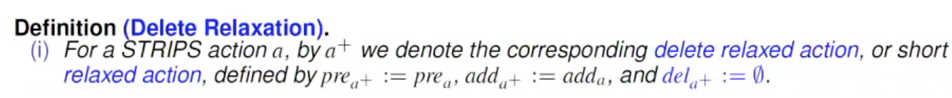 Definition (Delete Relaxation).
(i) For a STRIPS action a, by a⁺ we denote the corresponding delete relaxed action, or short
relaxed action, defined by preₐ₊ := preₐ, addₐ₊ := addₐ, and delₐ₊ := ∅.